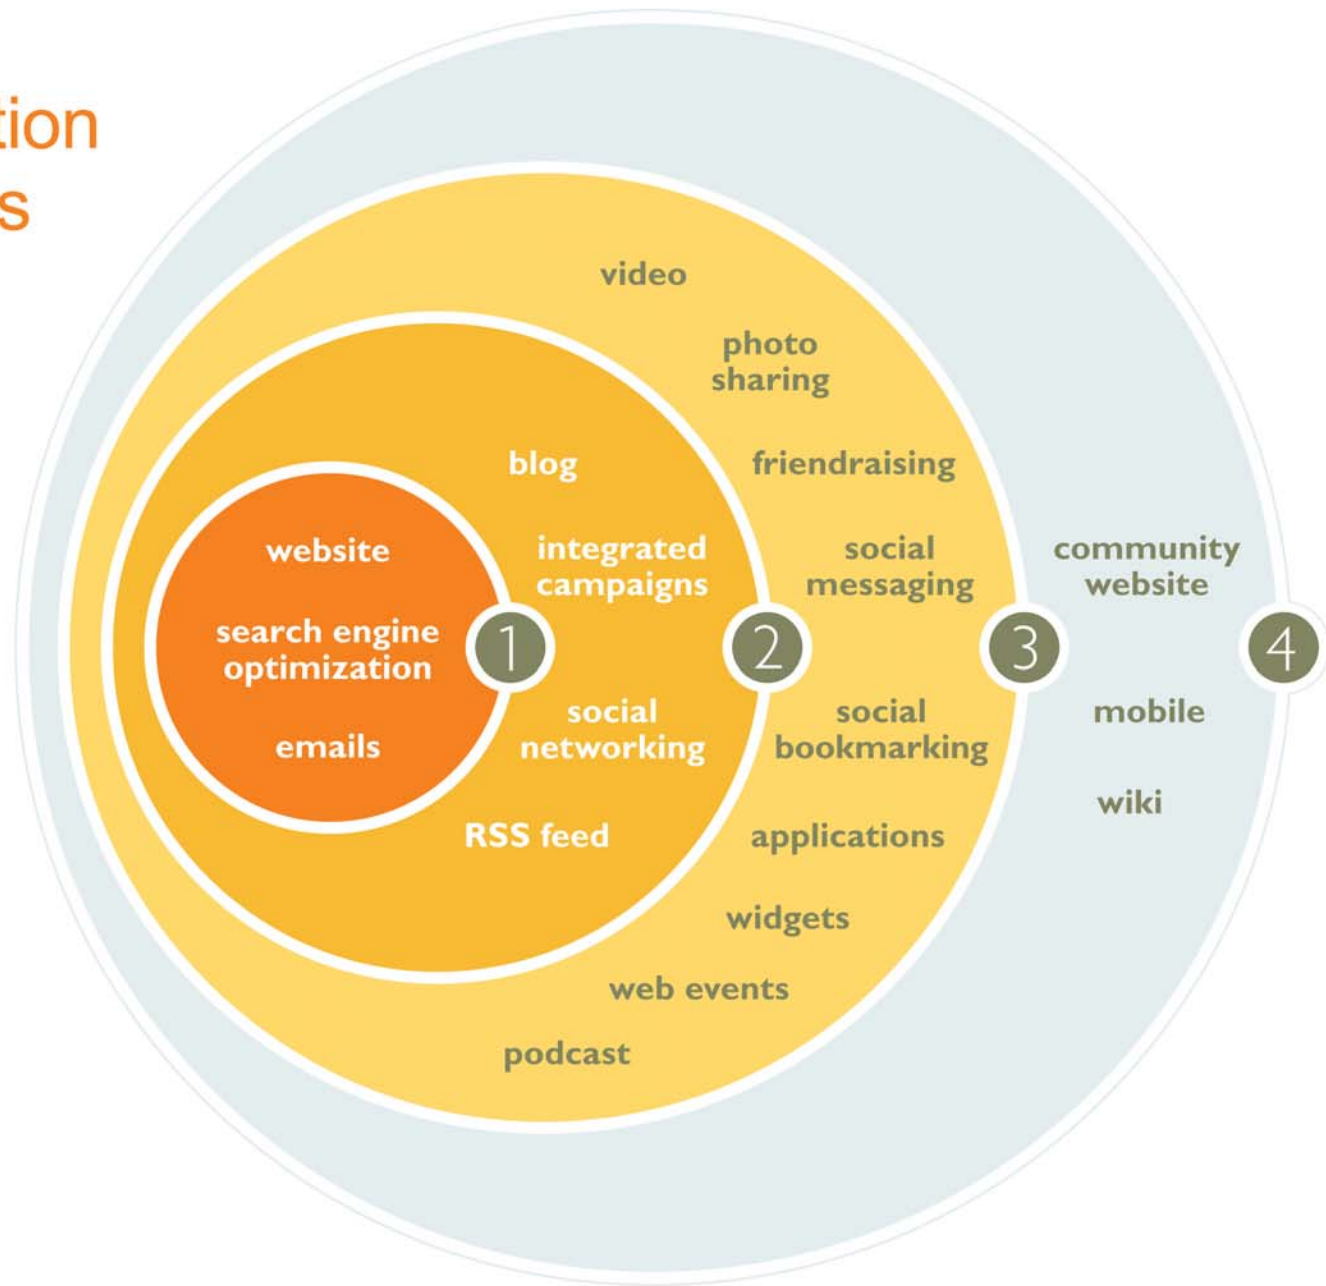 tion
s
website
search engine
optimization
emails
1
blog
integrated
campaigns
social
networking
RSS feed
2
video
photo
sharing
friendraising
social
messaging
social
bookmarking
applications
widgets
web events
podcast
3
community
website
mobile
wiki
4